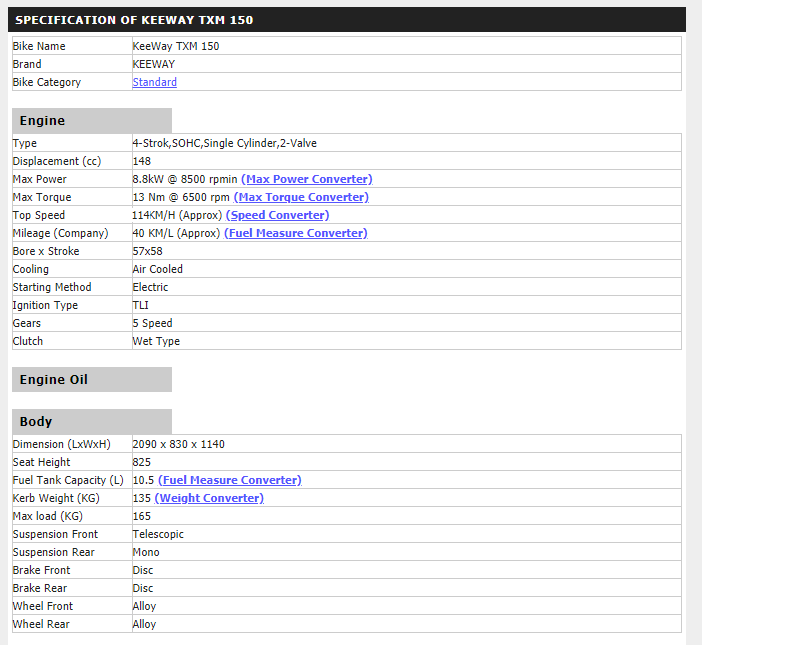 SPECIFICATION OF KEEWAY TXM 150
Bike Name KeeWay TXM 150
Brand KEEWAY
Bike Category Standard
Engine
Type 4-Strok,SOHC,Single Cylinder,2-Valve
Displacement (cc) 148
Max Power 8.8kW @ 8500 rpmin (Max Power Converter)
Max Torque 13 Nm @ 6500 rpm (Max Torque Converter)
Top Speed 114KM/H (Approx) (Speed Converter)
Mileage (Company) 40 KM/L (Approx) (Fuel Measure Converter)
Bore x Stroke 57x58
Cooling Air Cooled
Starting Method Electric
Ignition Type TLI
Gears 5 Speed
Clutch Wet Type
Engine Oil
Body
Dimension (LxWxH) 2090 x 830 x 1140
Seat Height 825
Fuel Tank Capacity (L) 10.5 (Fuel Measure Converter)
Kerb Weight (KG) 135 (Weight Converter)
Max load (KG) 165
Suspension Front Telescopic
Suspension Rear Mono
Brake Front Disc
Brake Rear Disc
Wheel Front Alloy
Wheel Rear Alloy